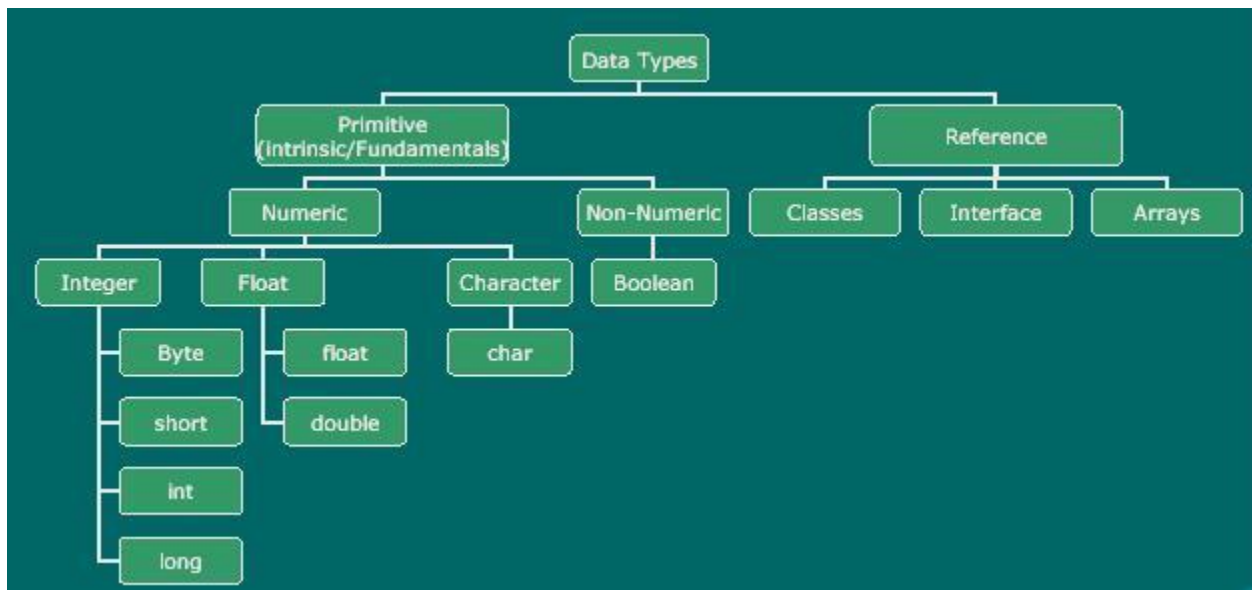 Data Types
Primitive
(intrinsic/Fundamentals)
Reference
Numeric
Non-Numeric
Classes
Interface
Arrays
Integer
Float
Character
Boolean
Byte
float
char
short
double
int
long